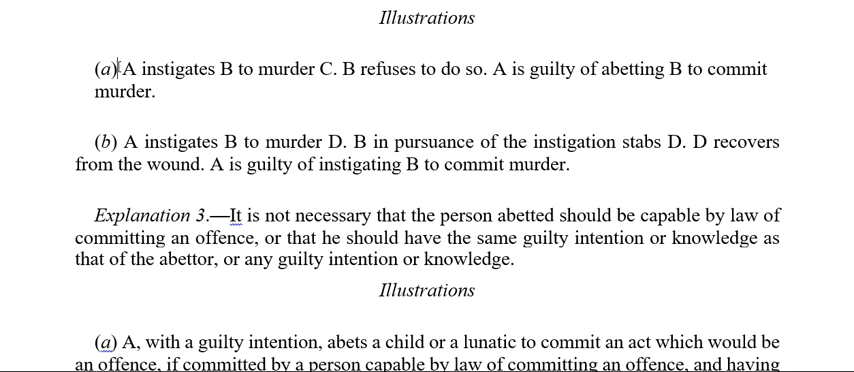 Illustrations
(a) A instigates B to murder C. B refuses to do so. A is guilty of abetting B to commit
murder.
(b) A instigates B to murder D. B in pursuance of the instigation stabs D. D recovers
from the wound. A is guilty of instigating B to commit murder.
Explanation 3.—It is not necessary that the person abetted should be capable by law of
committing an offence, or that he should have the same guilty intention or knowledge as
that of the abettor, or any guilty intention or knowledge.
Illustrations
(a) A, with a guilty intention, abets a child or a lunatic to commit an act which would be
an offence, if committed by a person capable by law of committing an offence, and having